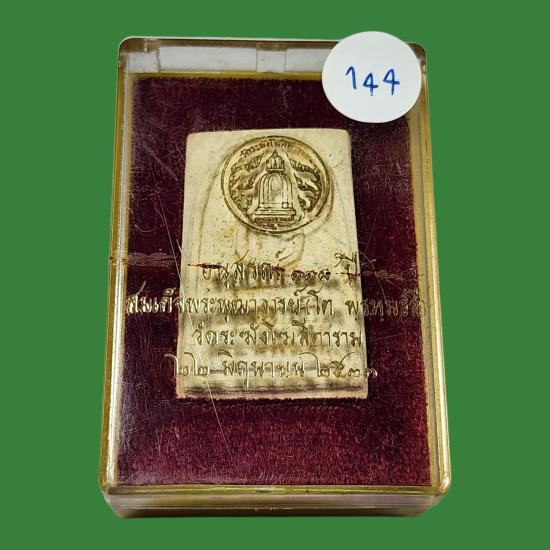 144
อนุสรณ์ ๑๑๘ ปี
สมเด็จพระพุฒาจารย์(โต พรหมรํสี)
วัดระฆังโฆสิตาราม
๒๒ มิถุนายน ๒๕๓๓